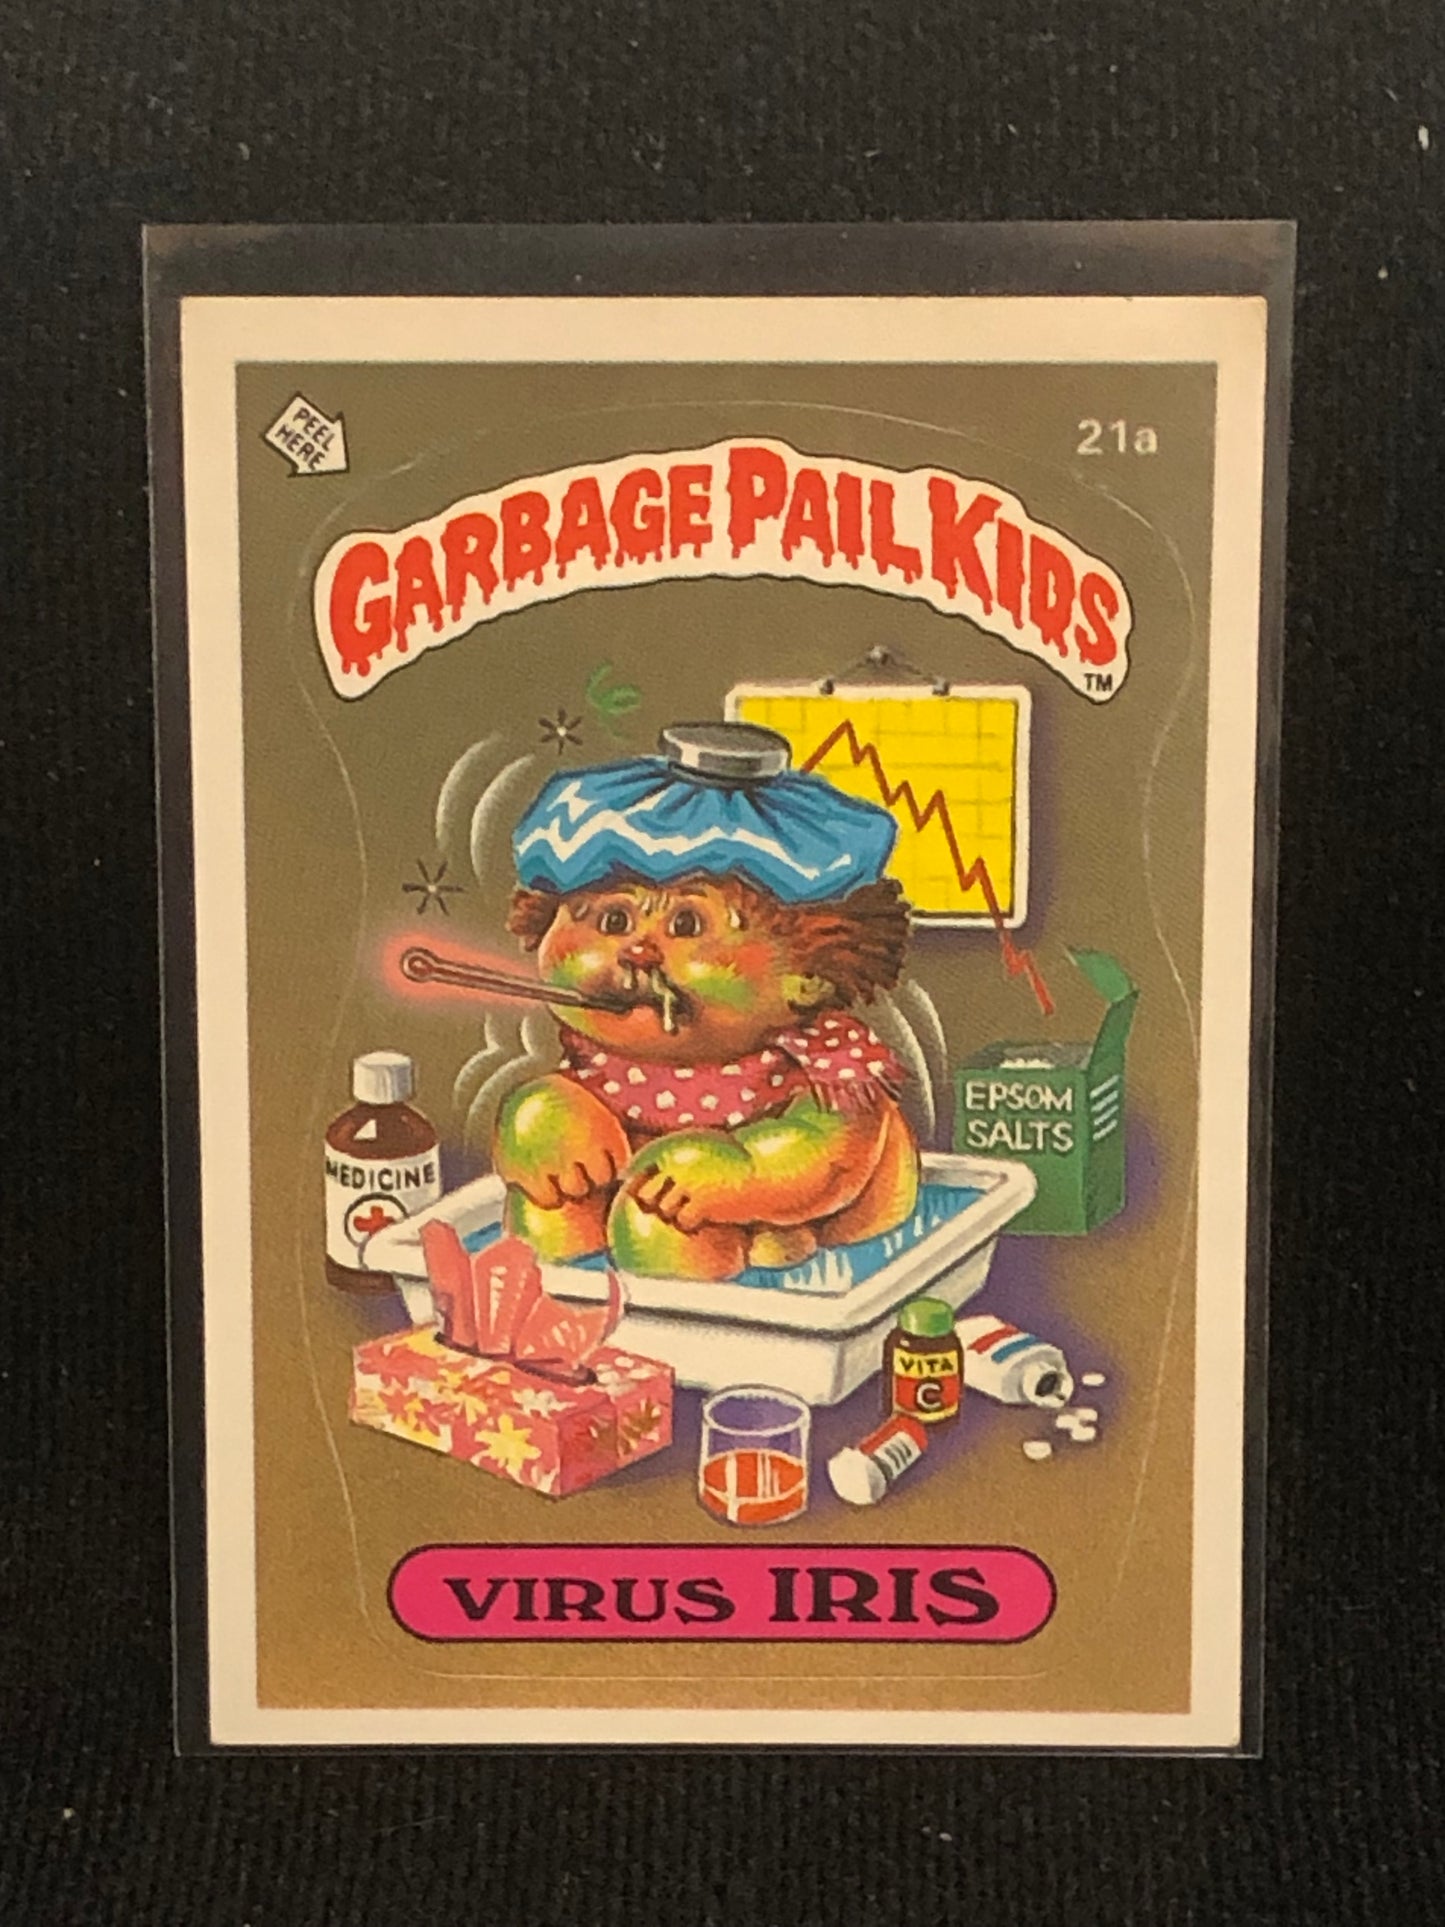 PEEL
HERE
21a
GARBAGE PAIL KIDS
TM
EPSOM
SALTS
MEDICINE
VITA
C
VIRUS IRIS